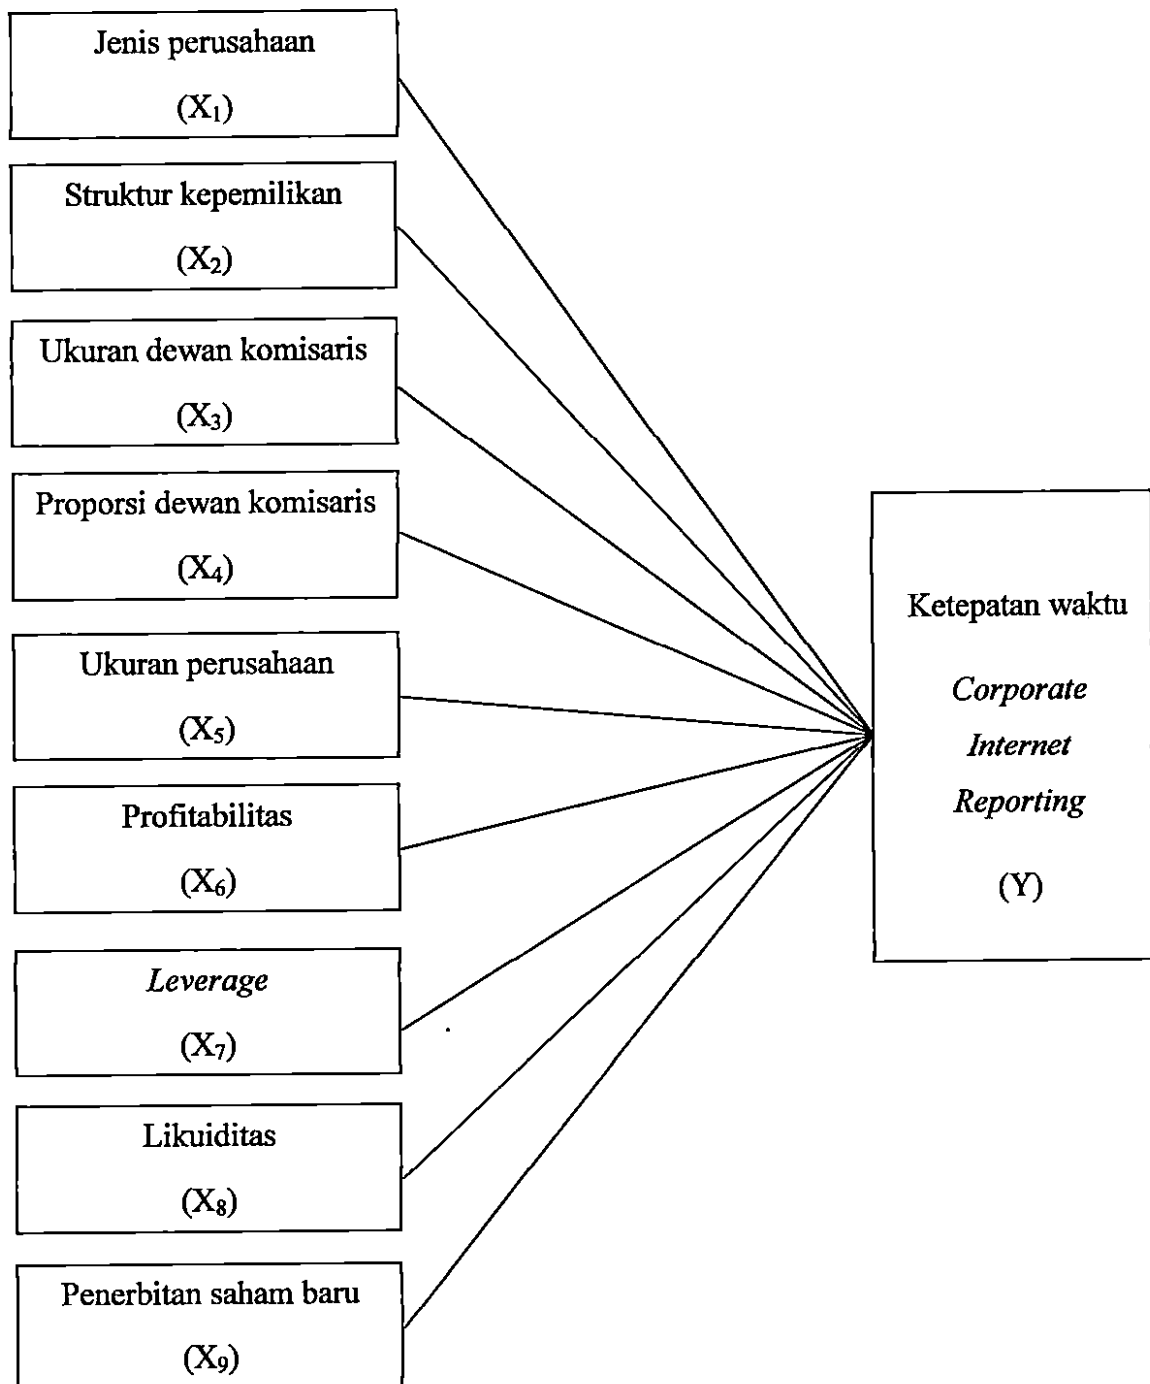 Jenis perusahaan
(X₁)
Struktur kepemilikan
(X₂)
Ukuran dewan komisaris
(X₃)
Proporsi dewan komisaris
(X₄)
Ukuran perusahaan
(X₅)
Profitabilitas
(X₆)
Leverage
(X₇)
Likuiditas
(X₈)
Penerbitan saham baru
(X₉)
Ketepatan waktu
Corporate
Internet
Reporting
(Y)